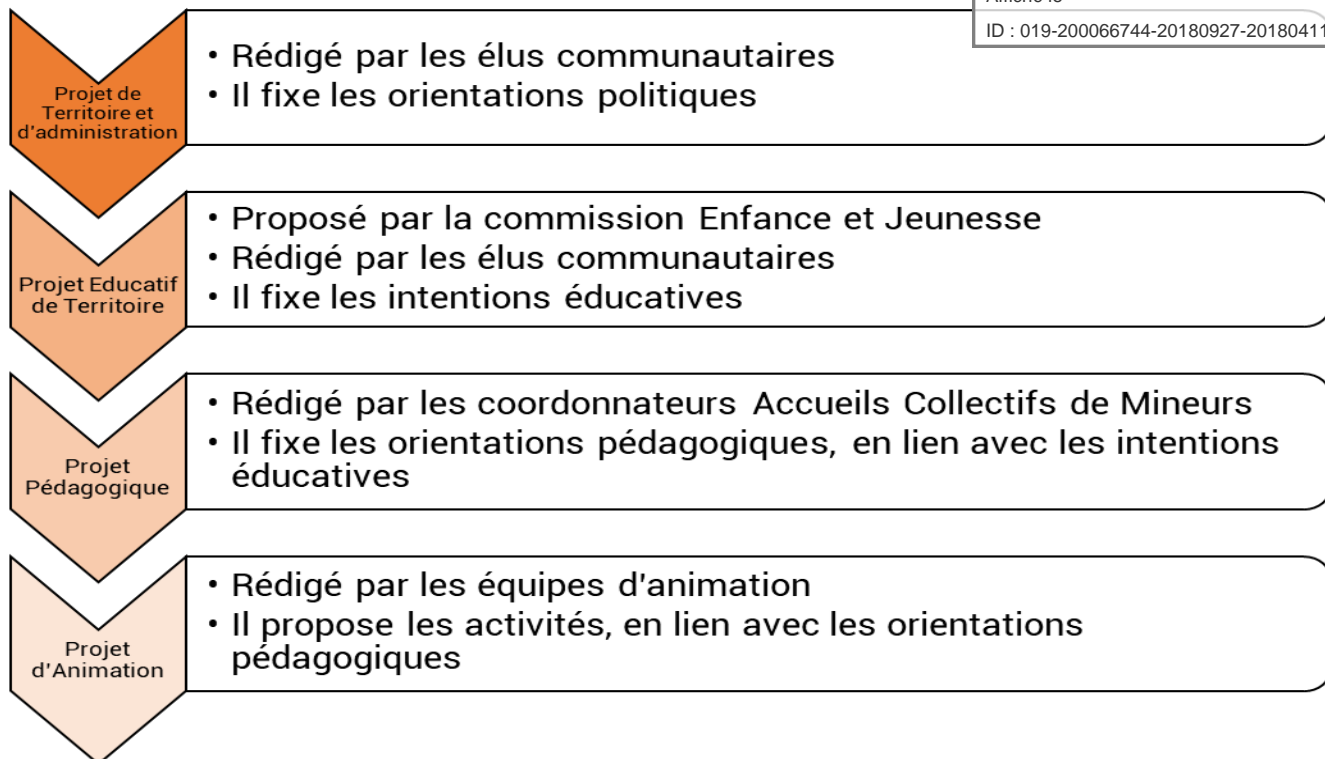 ID : 019-200066744-20180927-20180411
Projet de
Territoire et
d'administration
• Rédigé par les élus communautaires
• Il fixe les orientations politiques
Projet Educatif
de Territoire
• Proposé par la commission Enfance et Jeunesse
• Rédigé par les élus communautaires
• Il fixe les intentions éducatives
Projet
Pédagogique
• Rédigé par les coordonnateurs Accueils Collectifs de Mineurs
• Il fixe les orientations pédagogiques, en lien avec les intentions
éducatives
Projet
d'Animation
• Rédigé par les équipes d'animation
• Il propose les activités, en lien avec les orientations
pédagogiques